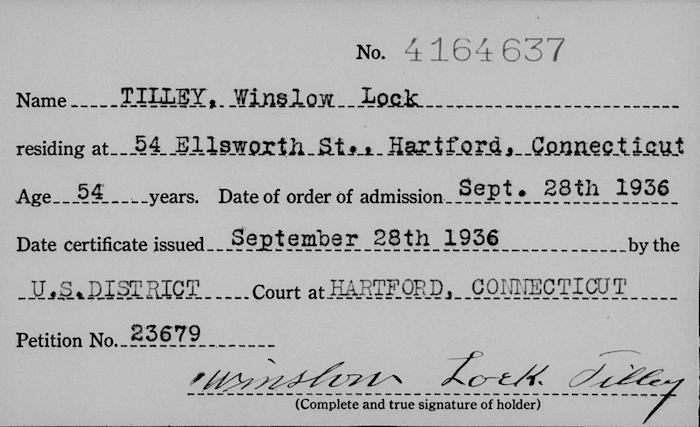 No. 4164637
Name TILLEY, Winslow Lock
residing at 54 Ellsworth St., Hartford, Connecticut
Age 54 years. Date of order of admission Sept. 28th 1936
Date certificate issued September 28th 1936 by the
U.S.DISTRICT Court at HARTFORD, CONNECTICUT
Petition No. 23679
Winslow Lock. Tilley
(Complete and true signature of holder)